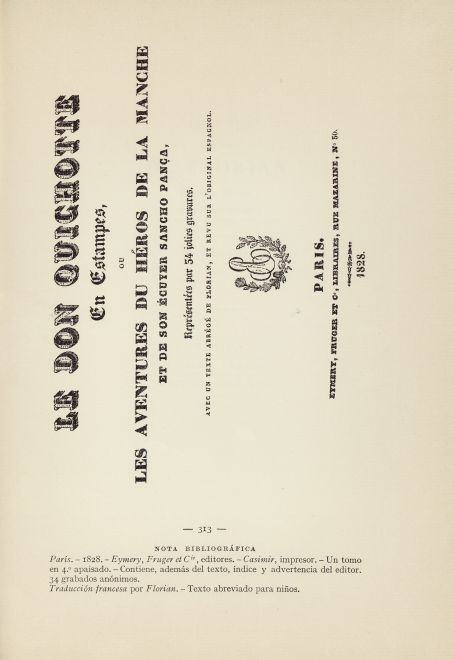 LE DON QUICHOTTE
En Estampes,
OU
LES AVENTURES DU HÉROS DE LA MANCHE
ET DE SON ÉCUYER SANCHO PANÇA,
Représentées par 34 jolies gravures.
AVEC UN TEXTE ABRÉGÉ DE FLORIAN, ET REVU SUR L'ORIGINAL ESPAGNOL.
PARIS.
EYMERY, FRUGER ET Cie, LIBRAIRES, RUE MAZARINE, No 30.
1828.
— 313 —
NOTA BIBLIOGRÁFICA
París. – 1828. – Eymery, Fruger et Cie, editores. – Casimir, impresor. – Un tomo
en 4.º apaisado. – Contiene, además del texto, índice y advertencia del editor.
34 grabados anónimos.
Traducción francesa por Florian. – Texto abreviado para niños.